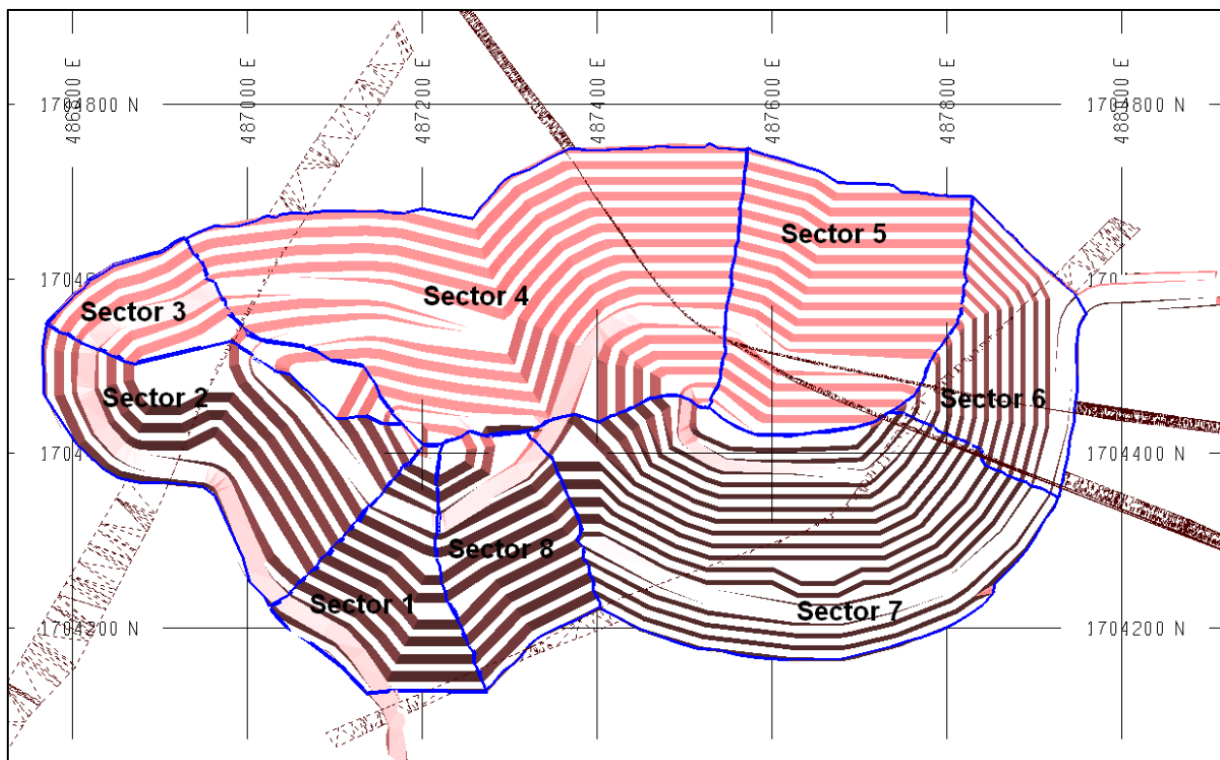 486800 E
487000 E
487200 E
487400 E
487600 E
487800 E
488000 E
1704800 N
1704800 N
Sector 5
Sector 4
Sector 3
Sector 2
Sector 6
1704400 N
Sector 8
Sector 1
Sector 7
1704200 N
1704200 N